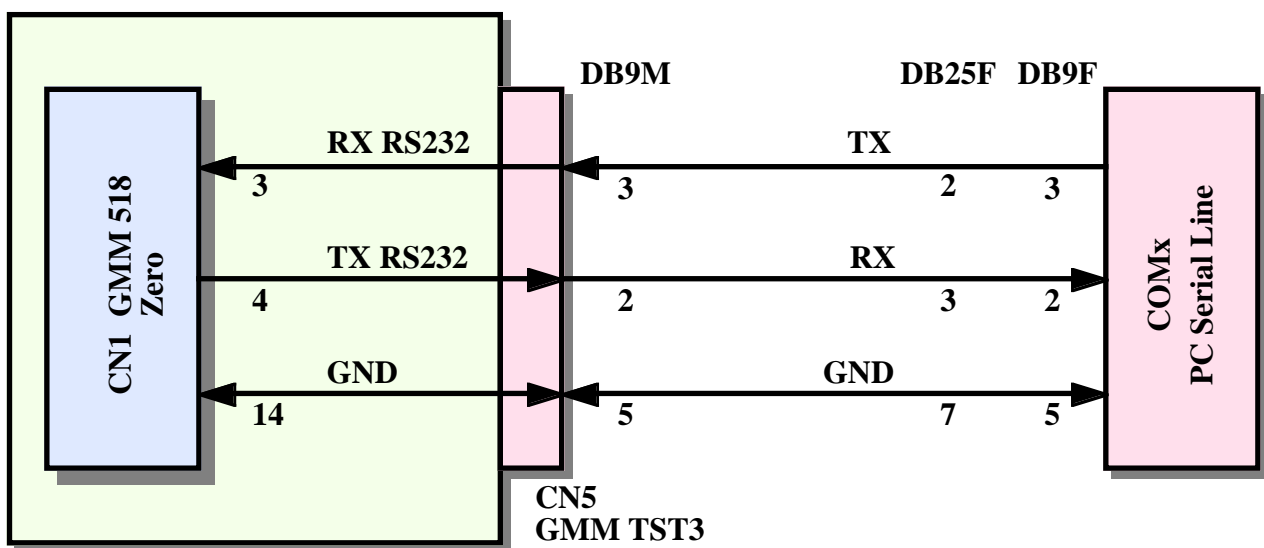 DB9M
DB25F DB9F
RX RS232
TX
3
3
2
3
TX RS232
RX
4
2
3
2
GND
GND
14
5
7
5
CN1 GMM 518
Zero
COMx
PC Serial Line
CN5
GMM TST3